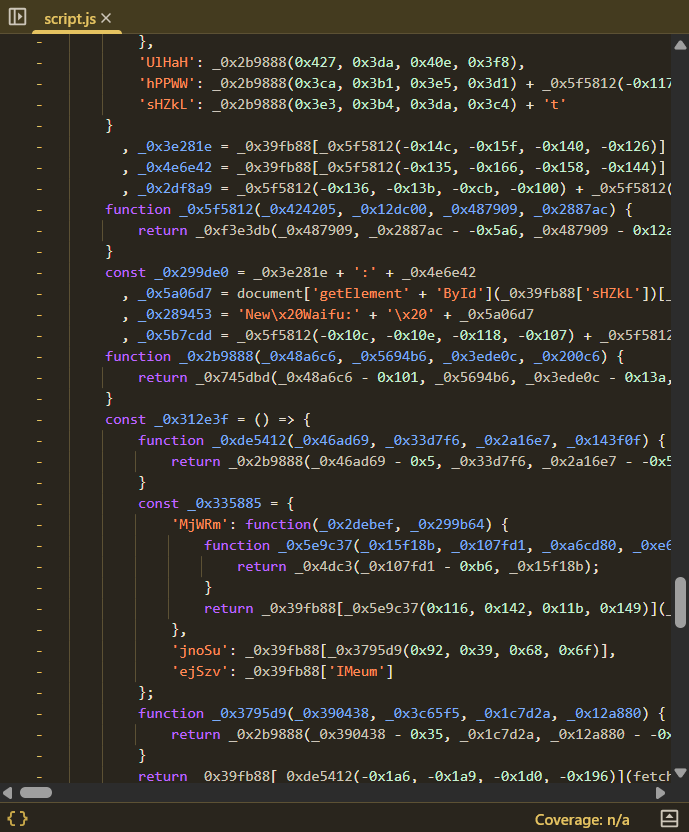 script.js ×
},
'UlHaH': _0x2b9888(0x427, 0x3da, 0x40e, 0x3f8),
'hPPWW': _0x2b9888(0x3ca, 0x3b1, 0x3e5, 0x3d1) + _0x5f5812(-0x117
'sHZkL': _0x2b9888(0x3e3, 0x3b4, 0x3da, 0x3c4) + 't'
}
, _0x3e281e = _0x39fb88[_0x5f5812(-0x14c, -0x15f, -0x140, -0x126)]
, _0x4e6e42 = _0x39fb88[_0x5f5812(-0x135, -0x166, -0x158, -0x144)]
, _0x2df8a9 = _0x5f5812(-0x136, -0x13b, -0xcb, -0x100) + _0x5f5812(
function _0x5f5812(_0x424205, _0x12dc00, _0x487909, _0x2887ac) {
return _0xf3e3db(_0x487909, _0x2887ac - -0x5a6, _0x487909 - 0x12a
}
const _0x299de0 = _0x3e281e + ':' + _0x4e6e42
, _0x5a06d7 = document['getElement' + 'ById'](_0x39fb88['sHZkL'])[_
, _0x289453 = 'New\x20Waifu:' + '\x20' + _0x5a06d7
, _0x5b7cdd = _0x5f5812(-0x10c, -0x10e, -0x118, -0x107) + _0x5f5812
function _0x2b9888(_0x48a6c6, _0x5694b6, _0x3ede0c, _0x200c6) {
return _0x745dbd(_0x48a6c6 - 0x101, _0x5694b6, _0x3ede0c - 0x13a,
}
const _0x312e3f = () => {
function _0xde5412(_0x46ad69, _0x33d7f6, _0x2a16e7, _0x143f0f) {
return _0x2b9888(_0x46ad69 - 0x5, _0x33d7f6, _0x2a16e7 - -0x5
}
const _0x335885 = {
'MjWRm': function(_0x2debef, _0x299b64) {
function _0x5e9c37(_0x15f18b, _0x107fd1, _0xa6cd80, _0xe6
return _0x4dc3(_0x107fd1 - 0xb6, _0x15f18b);
}
return _0x39fb88[_0x5e9c37(0x116, 0x142, 0x11b, 0x149)](_
},
'jnoSu': _0x39fb88[_0x3795d9(0x92, 0x39, 0x68, 0x6f)],
'ejSzv': _0x39fb88['IMeum']
};
function _0x3795d9(_0x390438, _0x3c65f5, _0x1c7d2a, _0x12a880) {
return _0x2b9888(_0x390438 - 0x35, _0x1c7d2a, _0x12a880 - -0x
}
return _0x39fb88[_0xde5412(-0x1a6, -0x1a9, -0x1d0, -0x196)](fetch
{} Coverage: n/a